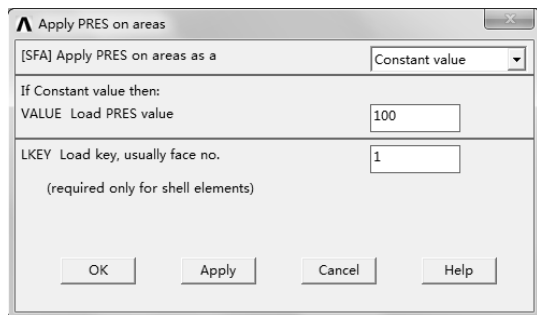 Apply PRES on areas
[SFA] Apply PRES on areas as a
Constant value
If Constant value then:
VALUE Load PRES value
100
LKEY Load key, usually face no.
1
(required only for shell elements)
OK Apply Cancel Help